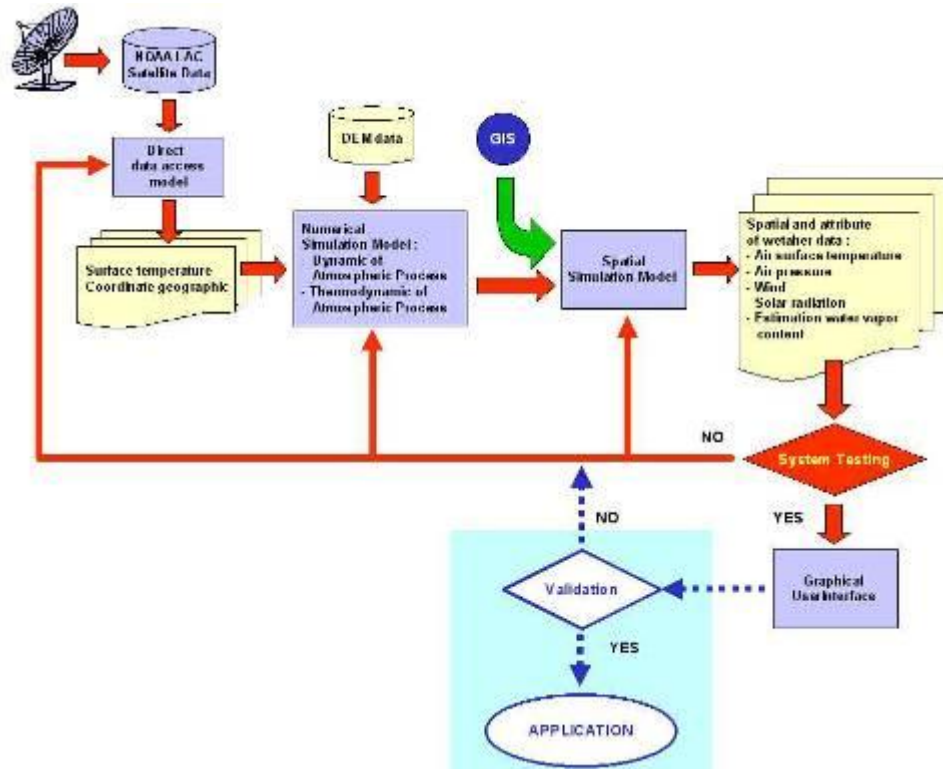 NOAA LAC
Satellite Data
Direct
data access
model
DEM data
GIS
Surface temperature
Coordinate geographic
Numerical
Simulation Model :
Dynamic of
Atmospheric Process
- Thermodynamic of
Atmospheric Process
Spatial
Simulation Model
Spatial and attribute
of wetaher data :
- Air surface temperature
- Air pressure
- Wind
Solar radiation
- Estimation water vapor
content
NO
System Testing
YES
NO
Validation
Graphical
UserInterface
YES
APPLICATION